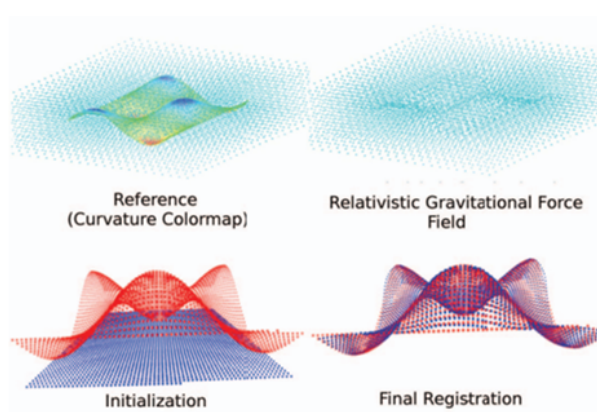 Reference
(Curvature Colormap)
Relativistic Gravitational Force
Field
Initialization
Final Registration